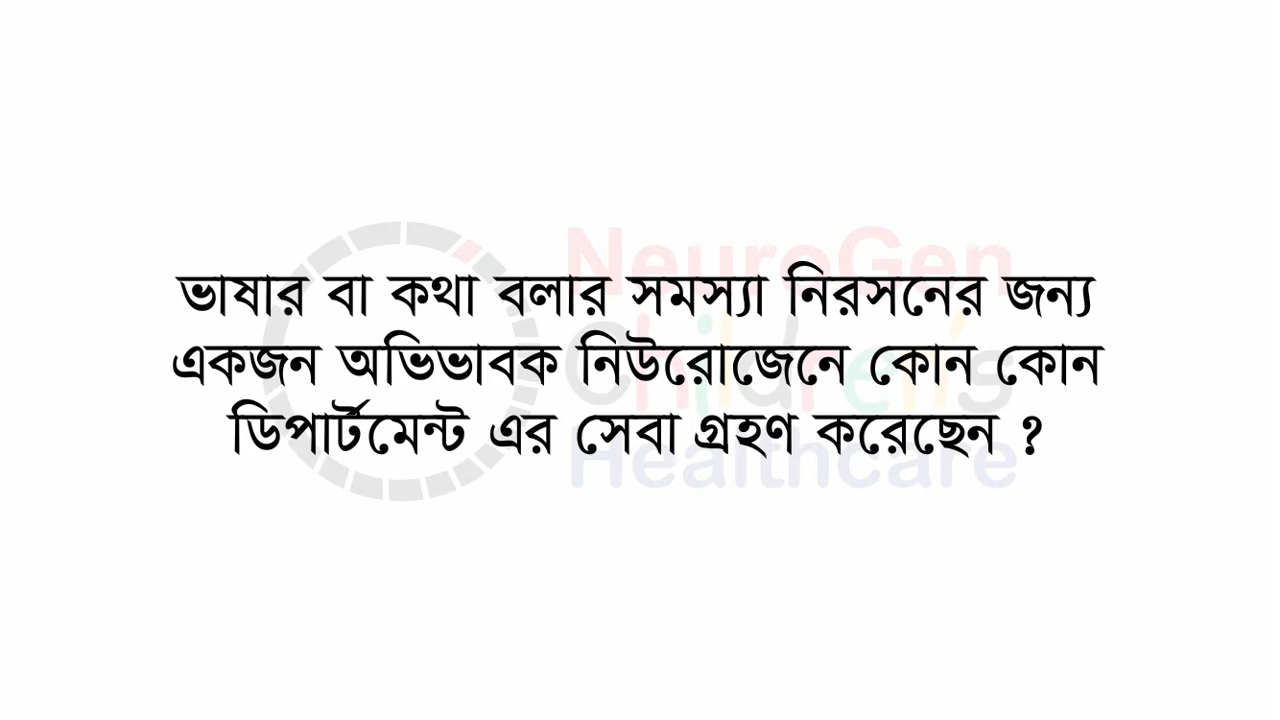 ভাষার বা কথা বলার সমস্যা নিরসনের জন্য
একজন অভিভাবক নিউরোজেনে কোন কোন
ডিপার্টমেন্ট এর সেবা গ্রহণ করেছেন ?
NeuroGen
Children's
Healthcare